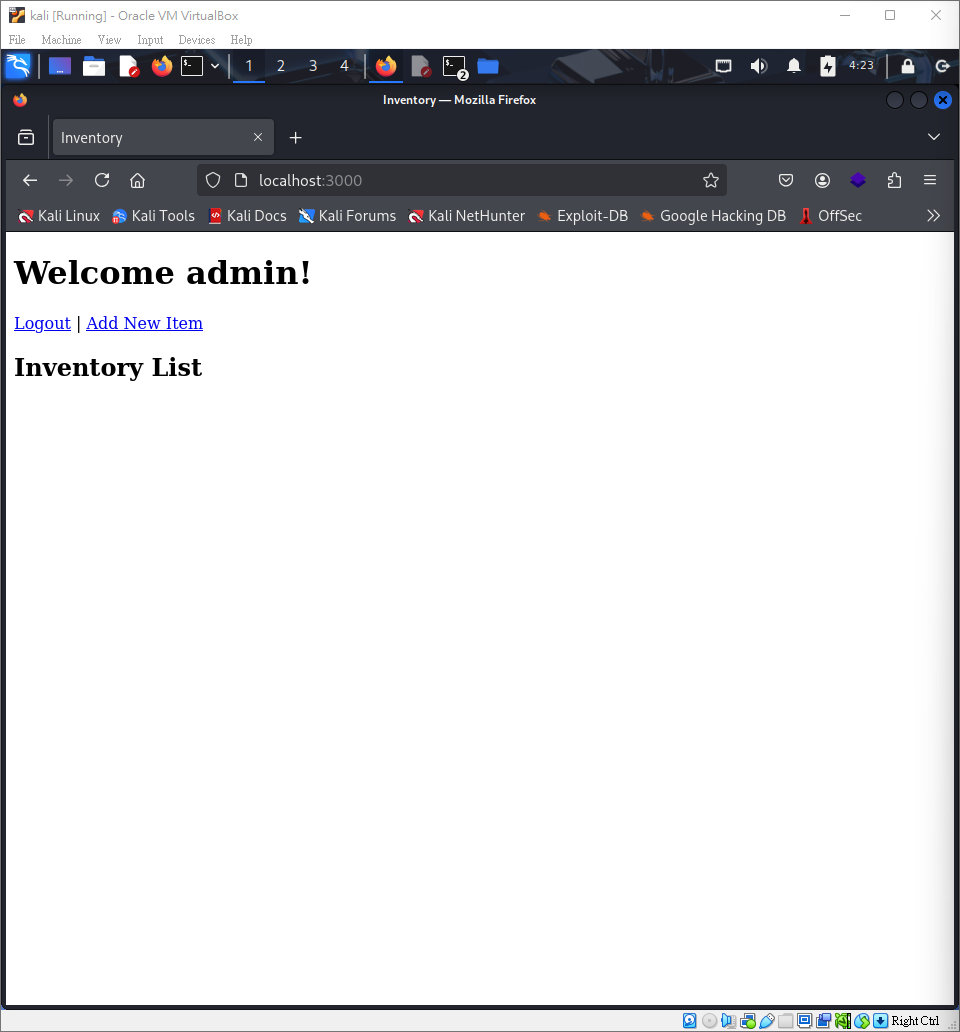 kali [Running] - Oracle VM VirtualBox
File Machine View Input Devices Help
1 2 3 4 2 4:23
Inventory — Mozilla Firefox
Inventory
localhost:3000
Kali Linux Kali Tools Kali Docs Kali Forums Kali NetHunter Exploit-DB Google Hacking DB OffSec
Welcome admin!
Logout | Add New Item
Inventory List
Right Ctrl